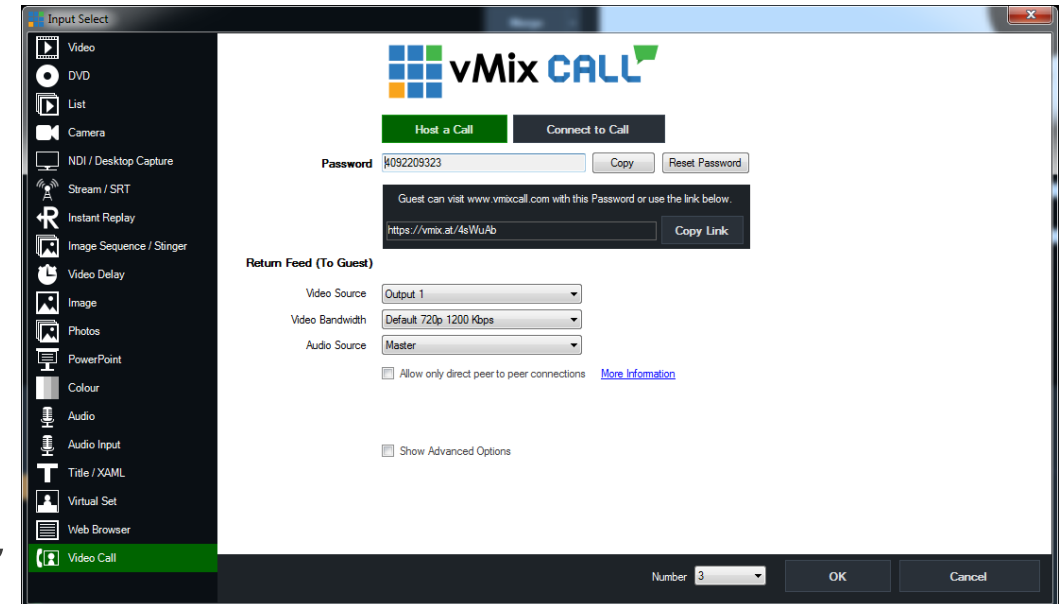 Input Select
Video
DVD
List
Camera
NDI / Desktop Capture
Stream / SRT
Instant Replay
Image Sequence / Stinger
Video Delay
Image
Photos
PowerPoint
Colour
Audio
Audio Input
Title / XAML
Virtual Set
Web Browser
Video Call
vMix CALL
Host a Call Connect to Call
Password 4092209323 Copy Reset Password
Guest can visit www.vmixcall.com with this Password or use the link below.
https://vmix.at/4sWuAb Copy Link
Return Feed (To Guest)
Video Source Output 1
Video Bandwidth Default 720p 1200 Kbps
Audio Source Master
Allow only direct peer to peer connections More Information
Show Advanced Options
Number 3 OK Cancel